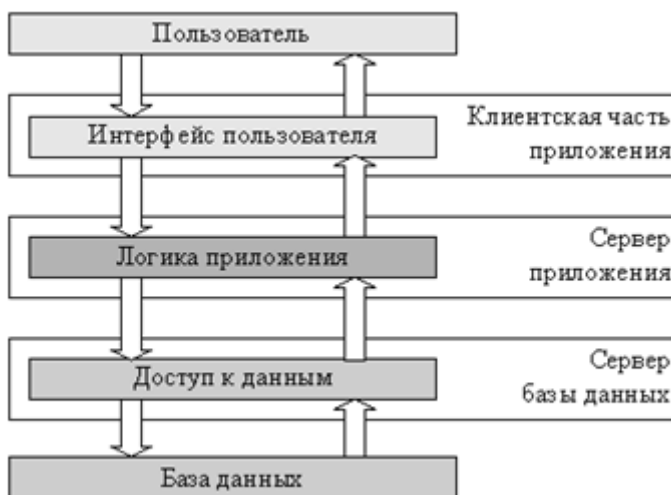 Пользователь
Интерфейс пользователя
Клиентская часть
приложения
Логика приложения
Сервер
приложения
Доступ к данным
Сервер
базы данных
База данных